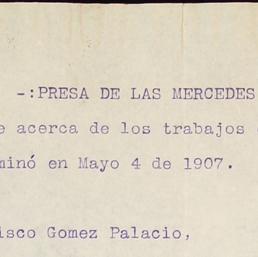 -:PRESA DE LAS MERCEDES
e acerca de los trabajos
minó en Mayo 4 de 1907.
isco Gomez Palacio,